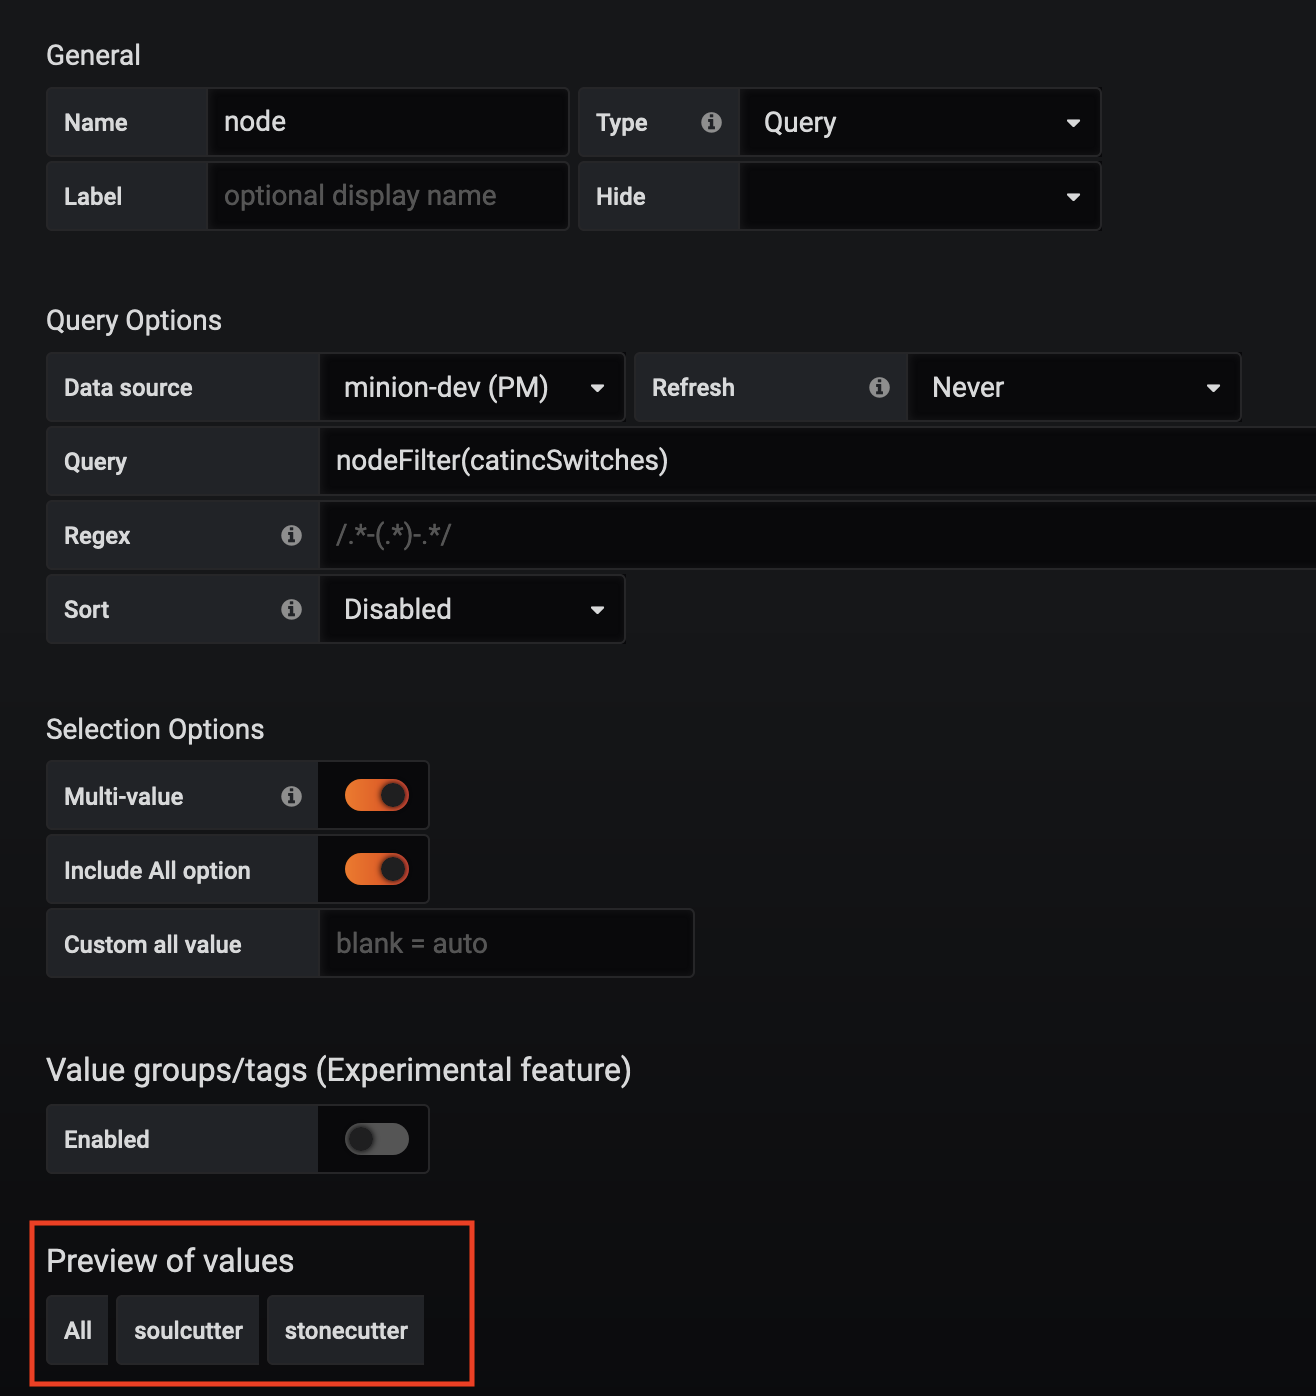 General
Name node Type Query
Label optional display name Hide
Query Options
Data source minion-dev (PM) Refresh Never
Query nodeFilter(catincSwitches)
Regex /.*-(.*)-.*/
Sort Disabled
Selection Options
Multi-value
Include All option
Custom all value blank = auto
Value groups/tags (Experimental feature)
Enabled
Preview of values
All soulcutter stonecutter